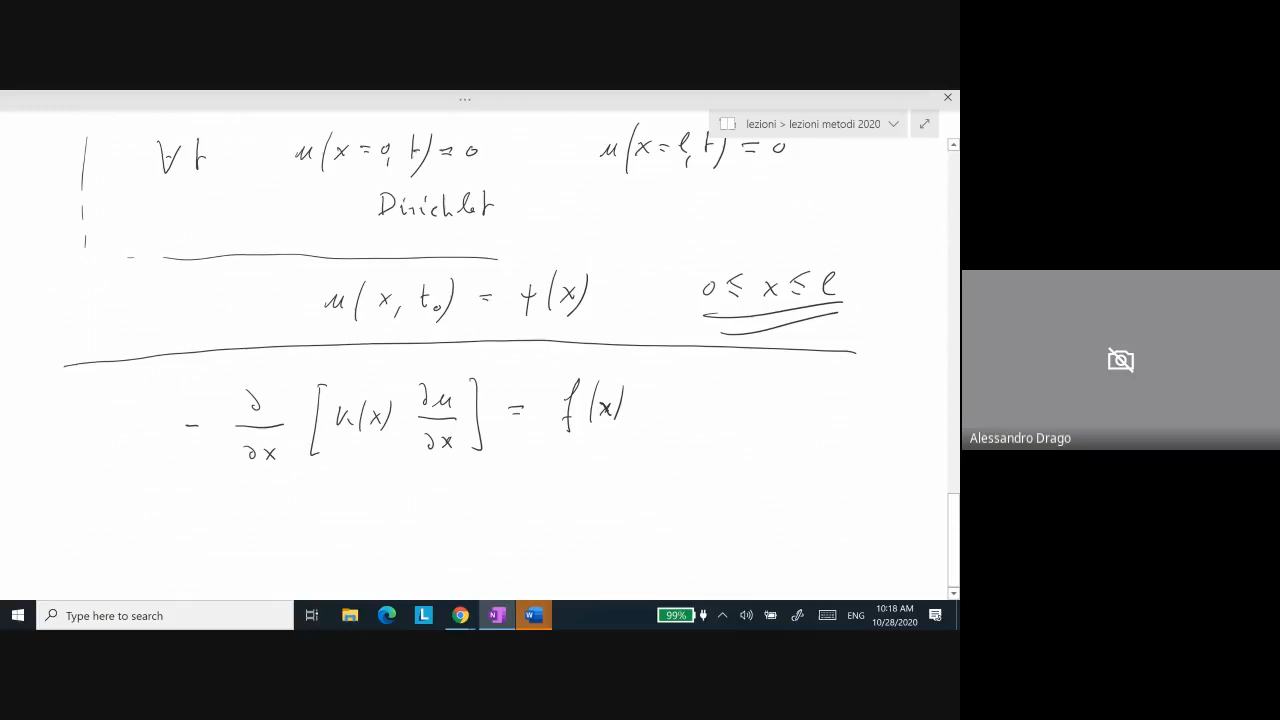 lezioni > lezioni metodi 2020
∀ t u(x = 0, t) = 0 u(x = l, t) = 0
Dirichlet
u(x, t₀) = ψ(x) 0 ≤ x ≤ l
- ∂/∂x [k(x) ∂u/∂x] = f(x)
Alessandro Drago
Type here to search
99%
ENG
10:18 AM
10/28/2020